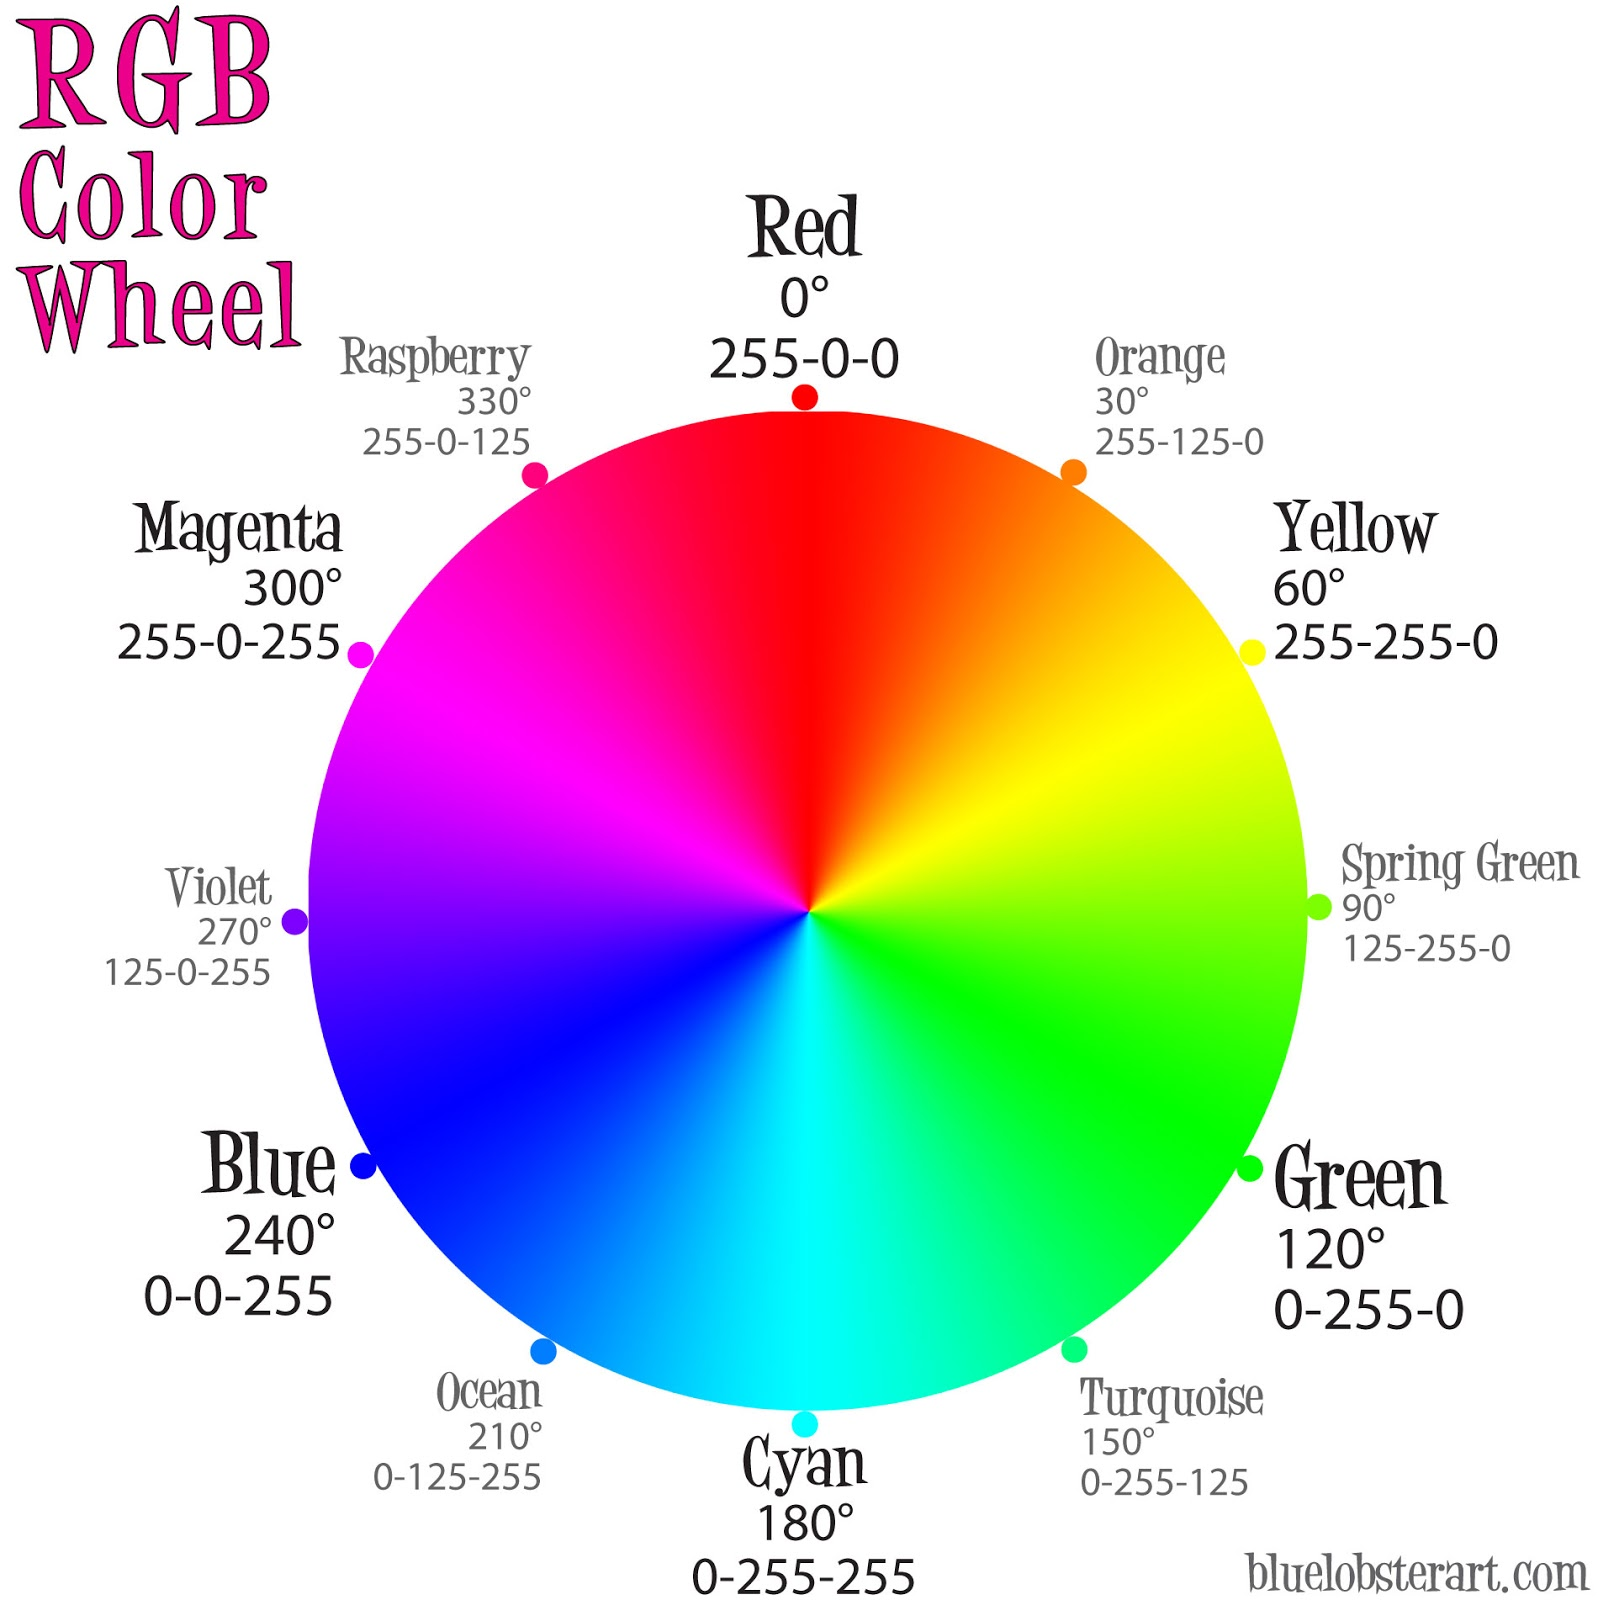 RGB
Color
Wheel
Red
0°
255-0-0
Orange
30°
255-125-0
Yellow
60°
255-255-0
Spring Green
90°
125-255-0
Green
120°
0-255-0
Turquoise
150°
0-255-125
Cyan
180°
0-255-255
Ocean
210°
0-125-255
Blue
240°
0-0-255
Violet
270°
125-0-255
Magenta
300°
255-0-255
Raspberry
330°
255-0-125
bluelobsterart.com